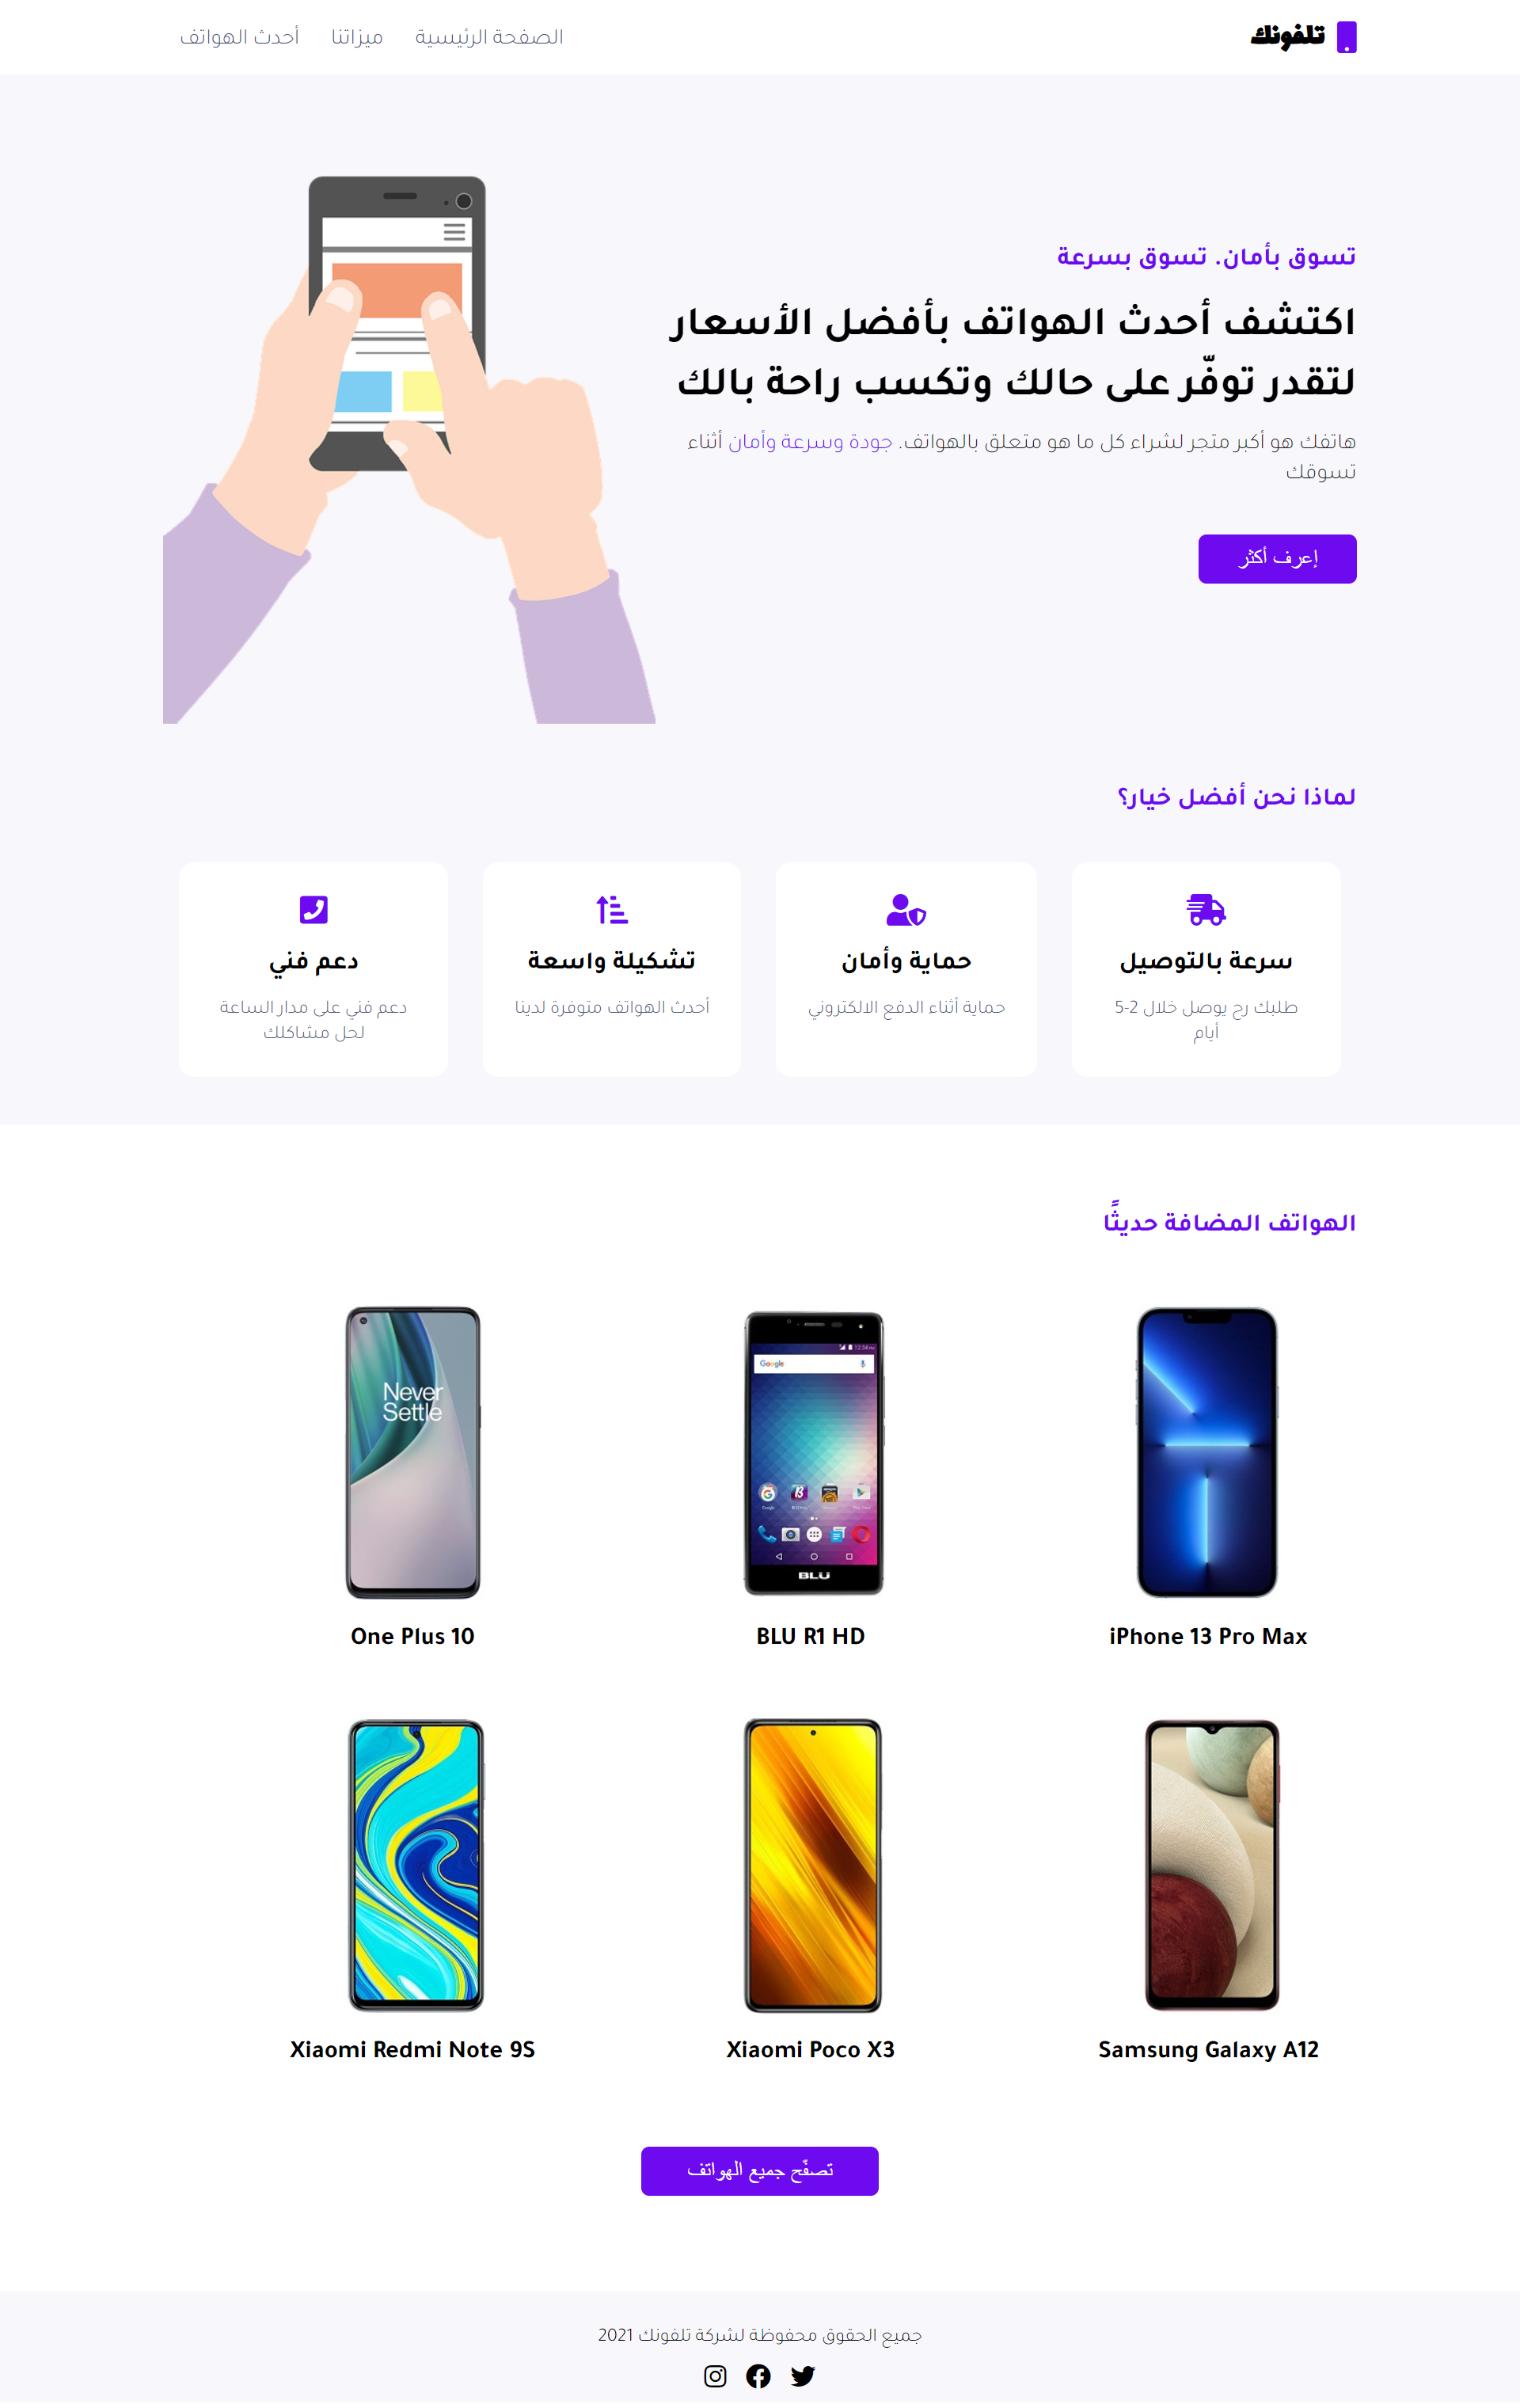 تلفونك
الصفحة الرئيسية ميزاتنا أحدث الهواتف
تسوق بأمان. تسوق بسرعة
اكتشف أحدث الهواتف بأفضل الأسعار
لتقدر توفّر على حالك وتكسب راحة بالك
هاتفك هو أكبر متجر لشراء كل ما هو متعلق بالهواتف. جودة وسرعة وأمان أثناء
تسوقك
إعرف أكثر
لماذا نحن أفضل خيار؟
سرعة بالتوصيل
طلبك رح يوصل خلال 2-5
أيام
حماية وأمان
حماية أثناء الدفع الالكتروني
تشكيلة واسعة
أحدث الهواتف متوفرة لدينا
دعم فني
دعم فني على مدار الساعة
لحل مشاكلك
الهواتف المضافة حديثًا
iPhone 13 Pro Max
Google
BLU
BLU R1 HD
Never
Settle
One Plus 10
Samsung Galaxy A12
Xiaomi Poco X3
Xiaomi Redmi Note 9S
تصفّح جميع الهواتف
جميع الحقوق محفوظة لشركة تلفونك 2021